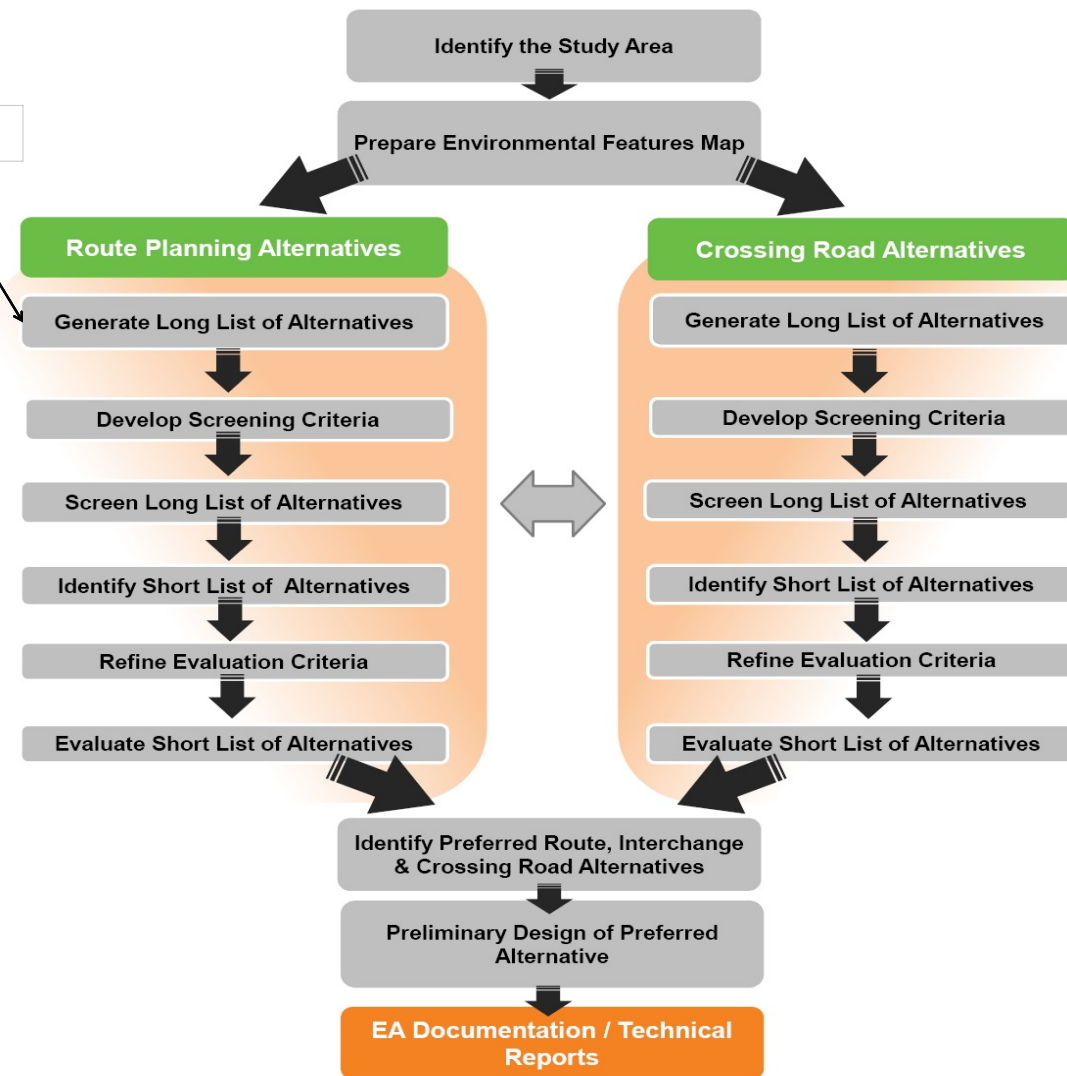 Identify the Study Area
Prepare Environmental Features Map
Route Planning Alternatives
Generate Long List of Alternatives
Develop Screening Criteria
Screen Long List of Alternatives
Identify Short List of Alternatives
Refine Evaluation Criteria
Evaluate Short List of Alternatives
Crossing Road Alternatives
Generate Long List of Alternatives
Develop Screening Criteria
Screen Long List of Alternatives
Identify Short List of Alternatives
Refine Evaluation Criteria
Evaluate Short List of Alternatives
Identify Preferred Route, Interchange
& Crossing Road Alternatives
Preliminary Design of Preferred
Alternative
EA Documentation / Technical
Reports